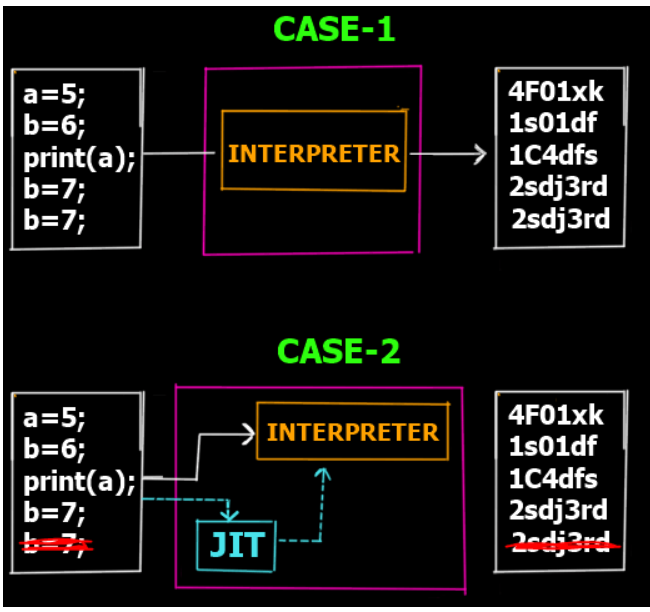 CASE-1
a=5;
b=6;
print(a);
b=7;
b=7;
INTERPRETER
4F01xk
1s01df
1C4dfs
2sdj3rd
2sdj3rd
CASE-2
a=5;
b=6;
print(a);
b=7;
b=7;
INTERPRETER
JIT
4F01xk
1s01df
1C4dfs
2sdj3rd
2sdj3rd